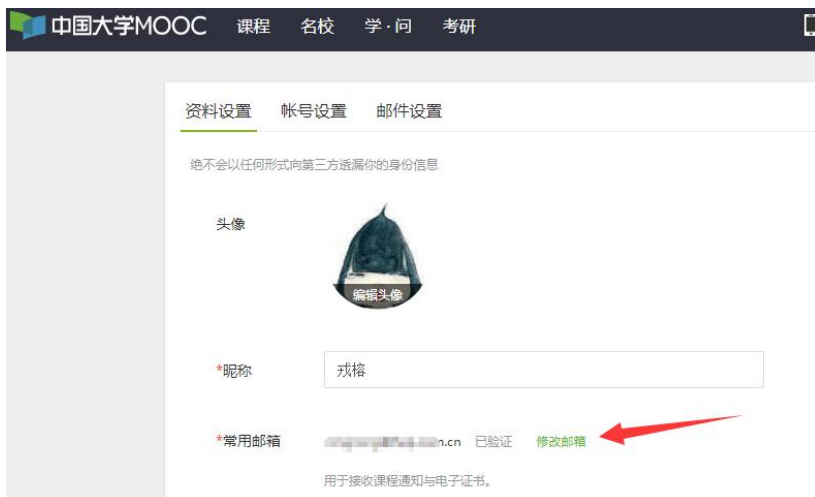 中国大学MOOC 课程 名校 学·问 考研
资料设置 帐号设置 邮件设置
绝不会以任何形式向第三方透漏你的身份信息
头像
编辑头像
*昵称 戎榕
*常用邮箱 n.cn 已验证 修改邮箱
用于接收课程通知与电子证书。